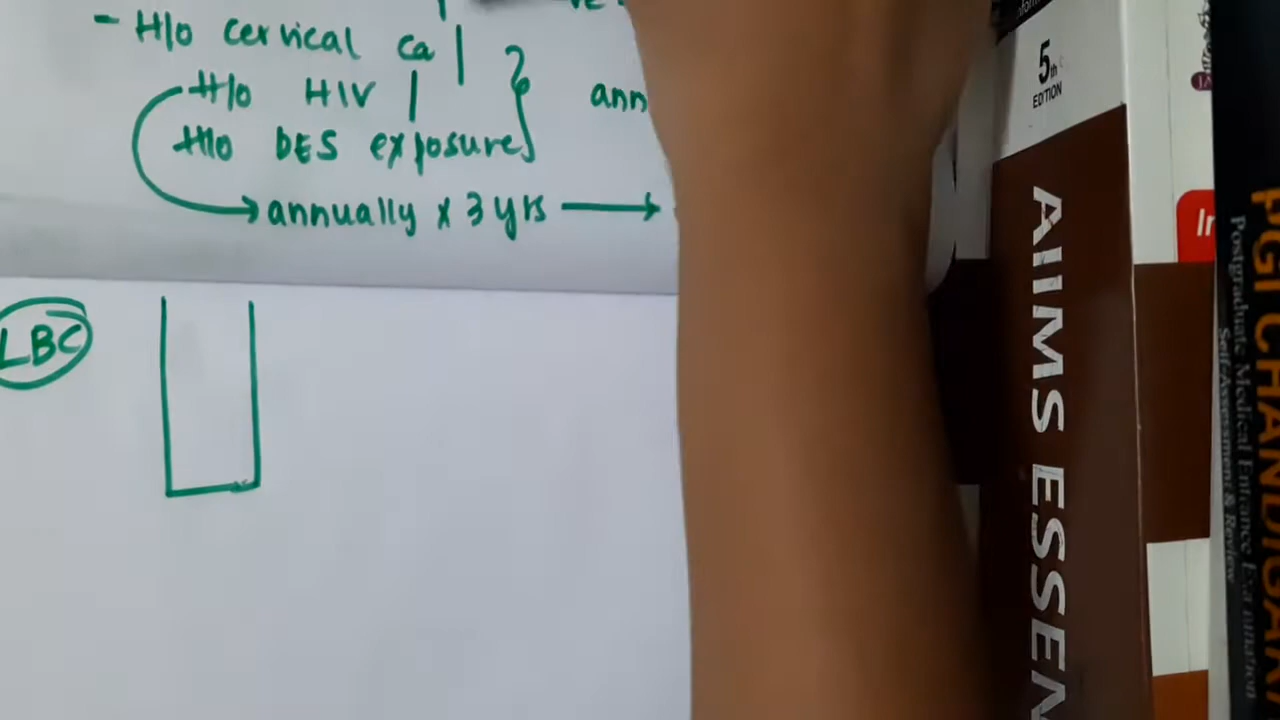 - H/o cervical ca
H/o HIV
ann
H/o DES exposure
annually x 3 yrs
LBC
5th
EDITION
AIIMS ESSEN
PGI CHANDIGARH
Postgraduate Medical Entrance Examination
Self-Assessment & Review